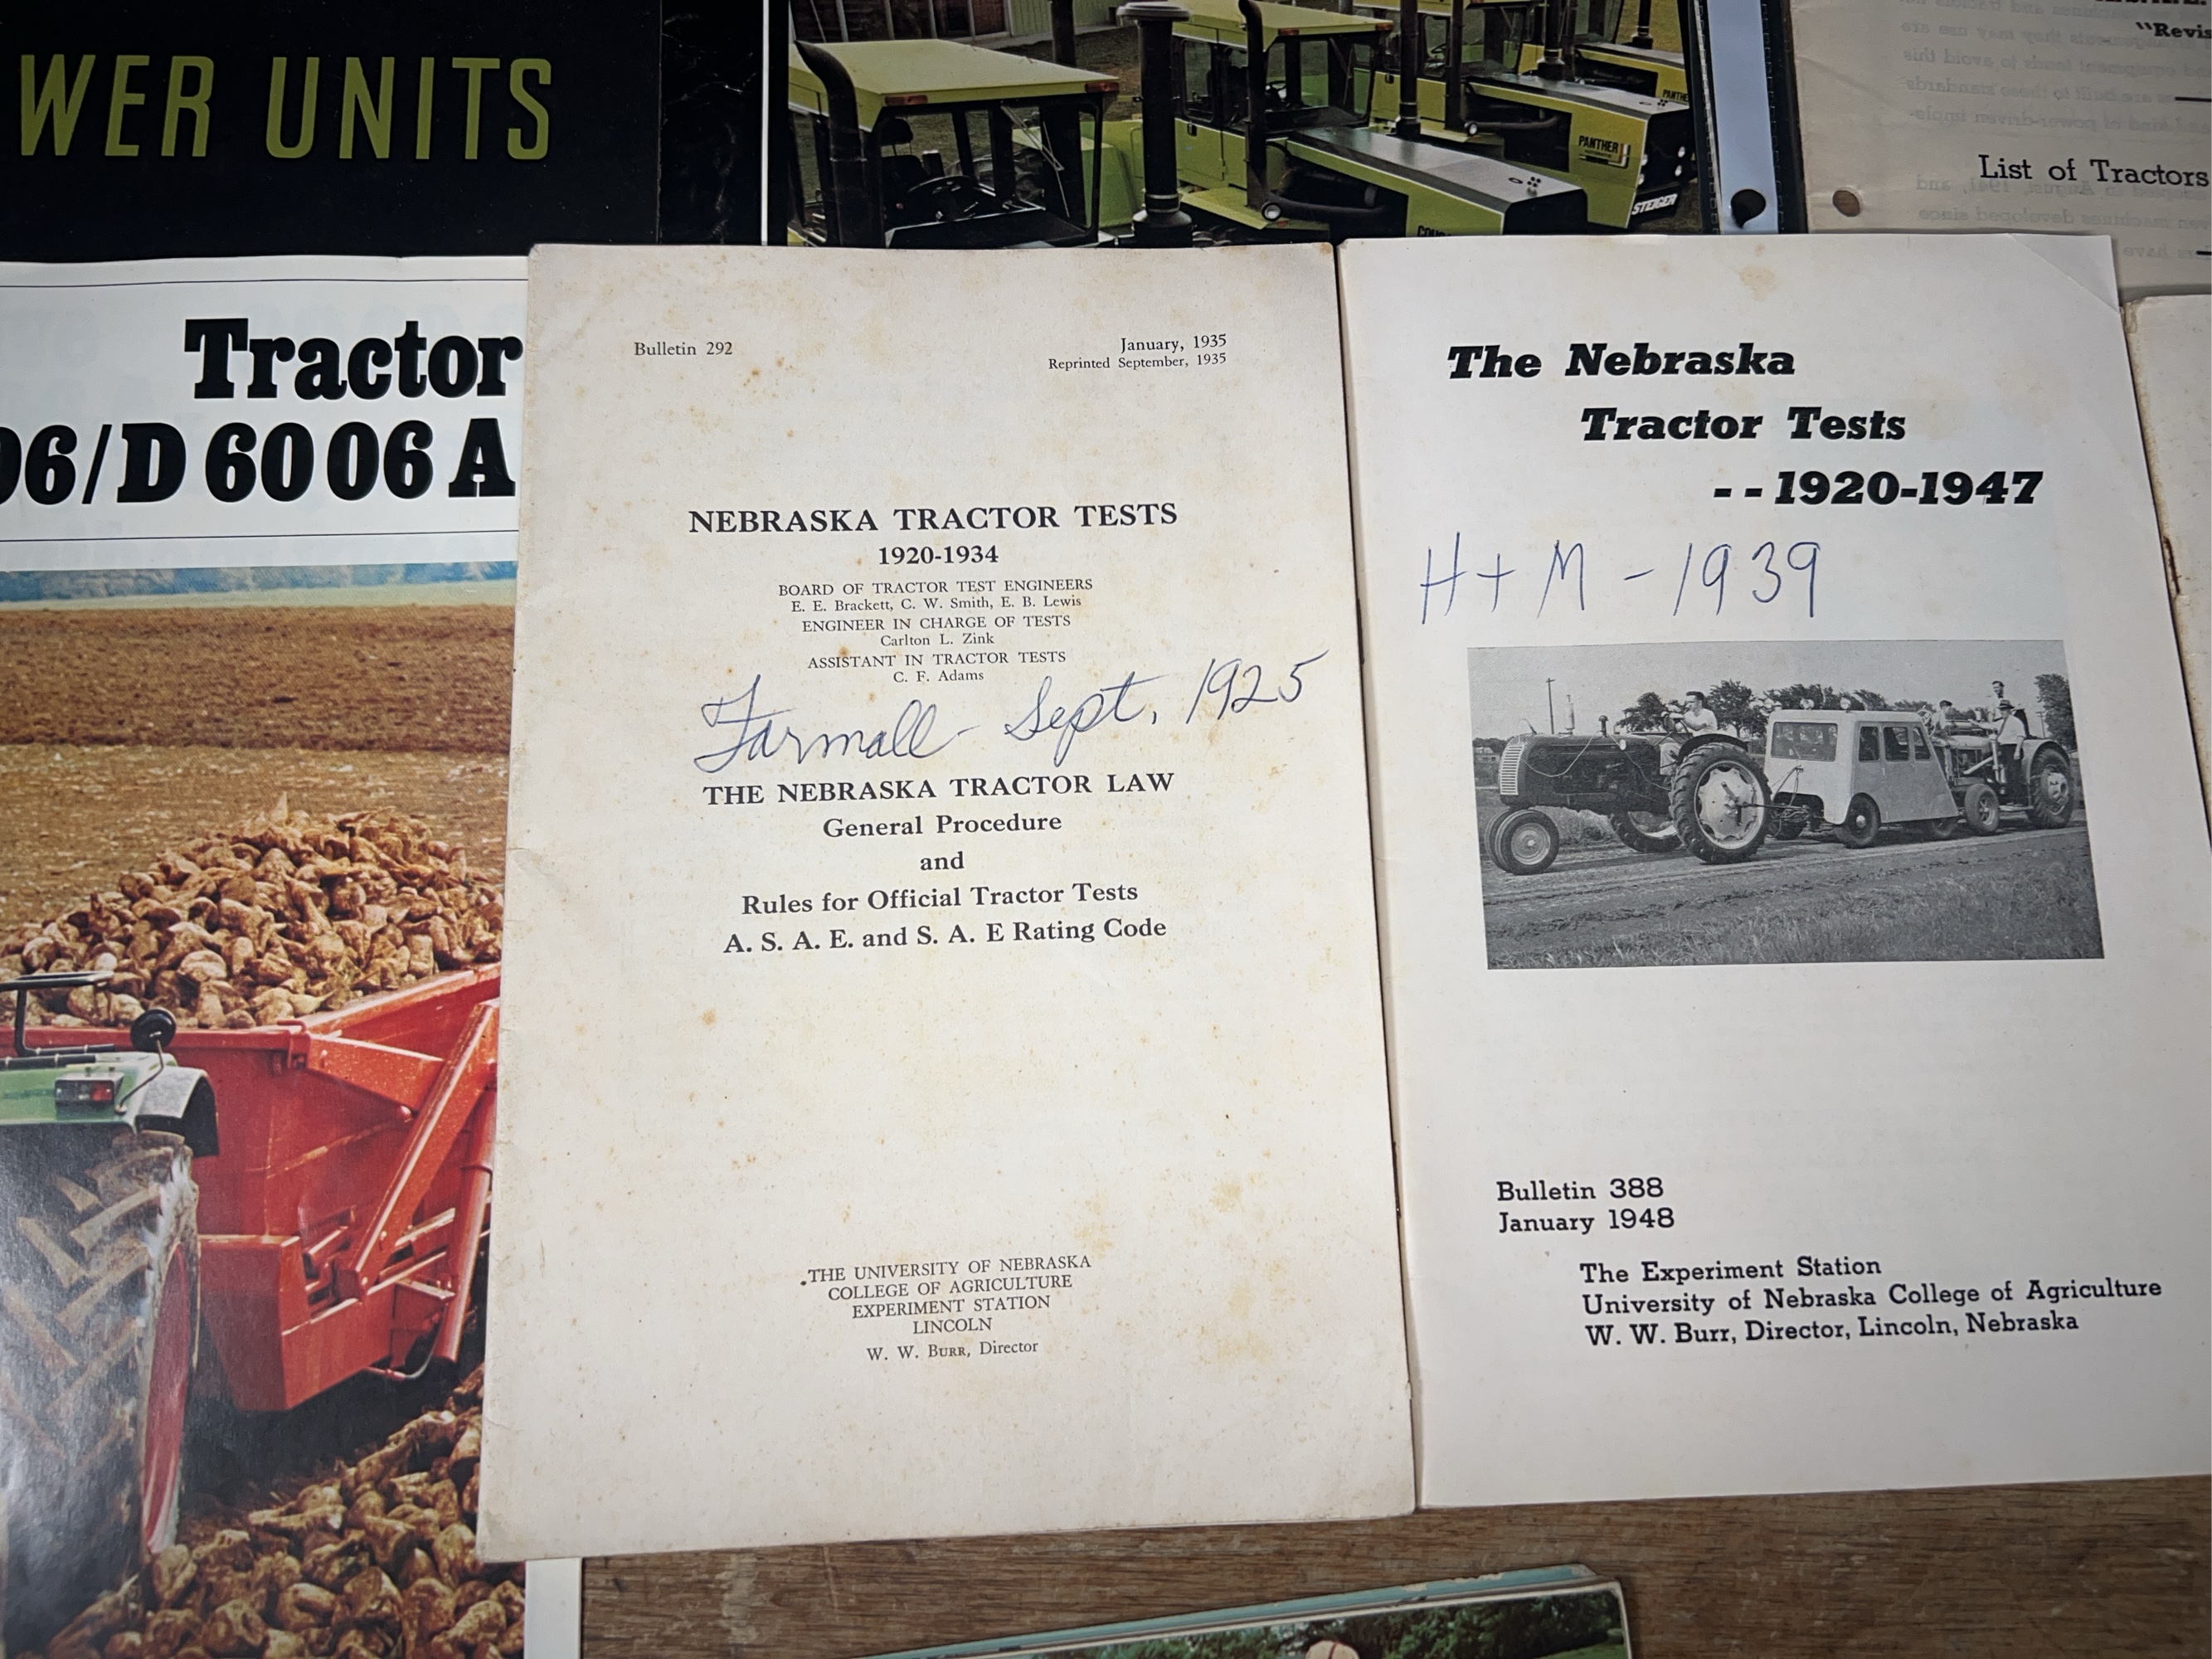 WER UNITS
PANTHER
PANTHER
STEIGER
"Revis
List of Tractors
Tractor
06/D 6006 A
Bulletin 292
January, 1935
Reprinted September, 1935
NEBRASKA TRACTOR TESTS
1920-1934
BOARD OF TRACTOR TEST ENGINEERS
E. E. Brackett, C. W. Smith, E. B. Lewis
ENGINEER IN CHARGE OF TESTS
Carlton L. Zink
ASSISTANT IN TRACTOR TESTS
C. F. Adams
Farmall - Sept, 1925
THE NEBRASKA TRACTOR LAW
General Procedure
and
Rules for Official Tractor Tests
A. S. A. E. and S. A. E Rating Code
THE UNIVERSITY OF NEBRASKA
COLLEGE OF AGRICULTURE
EXPERIMENT STATION
LINCOLN
W. W. BURR, Director
The Nebraska
Tractor Tests
-- 1920-1947
H + M - 1939
Bulletin 388
January 1948
The Experiment Station
University of Nebraska College of Agriculture
W. W. Burr, Director, Lincoln, Nebraska